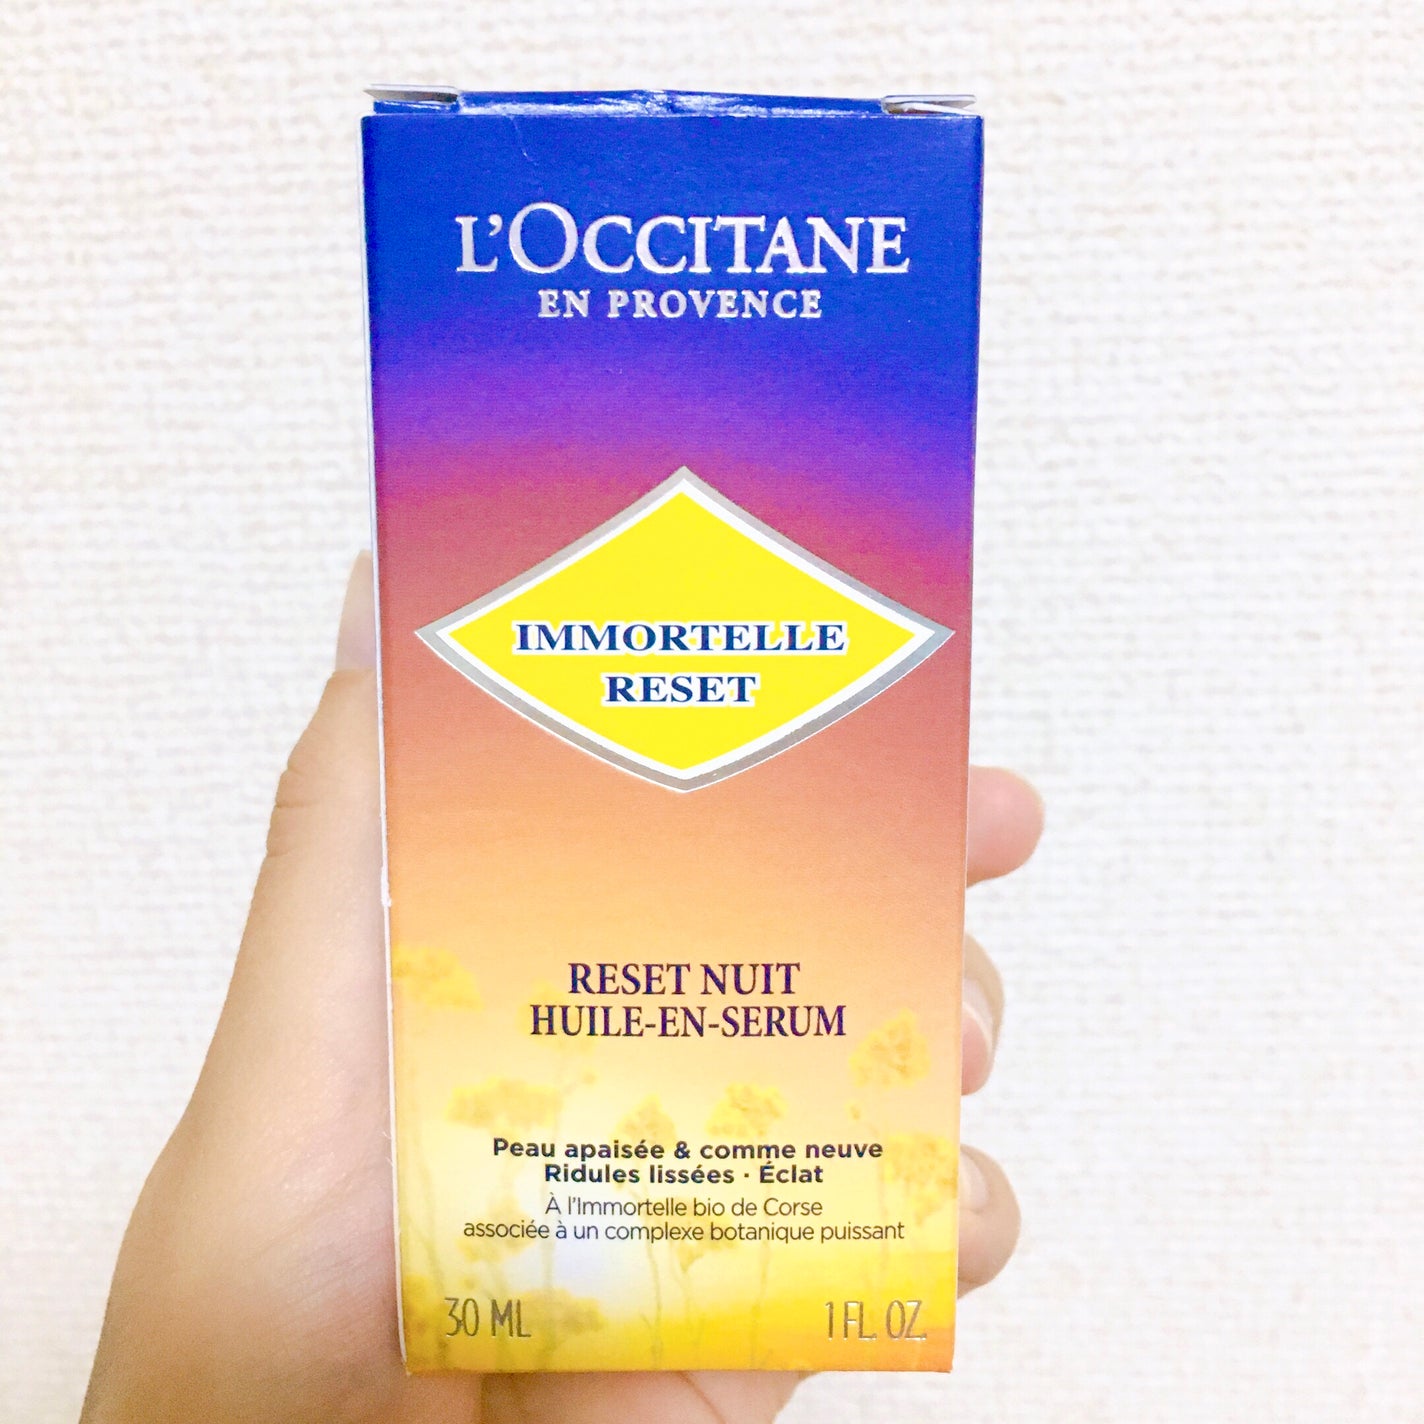 L'OCCITANE
EN PROVENCE
IMMORTELLE
RESET
RESET NUIT
HUILE-EN-SERUM
Peau apaisée & comme neuve
Ridules lissées · Éclat
À l'Immortelle bio de Corse
associée à un complexe botanique puissant
30 ML 1 FL. OZ.